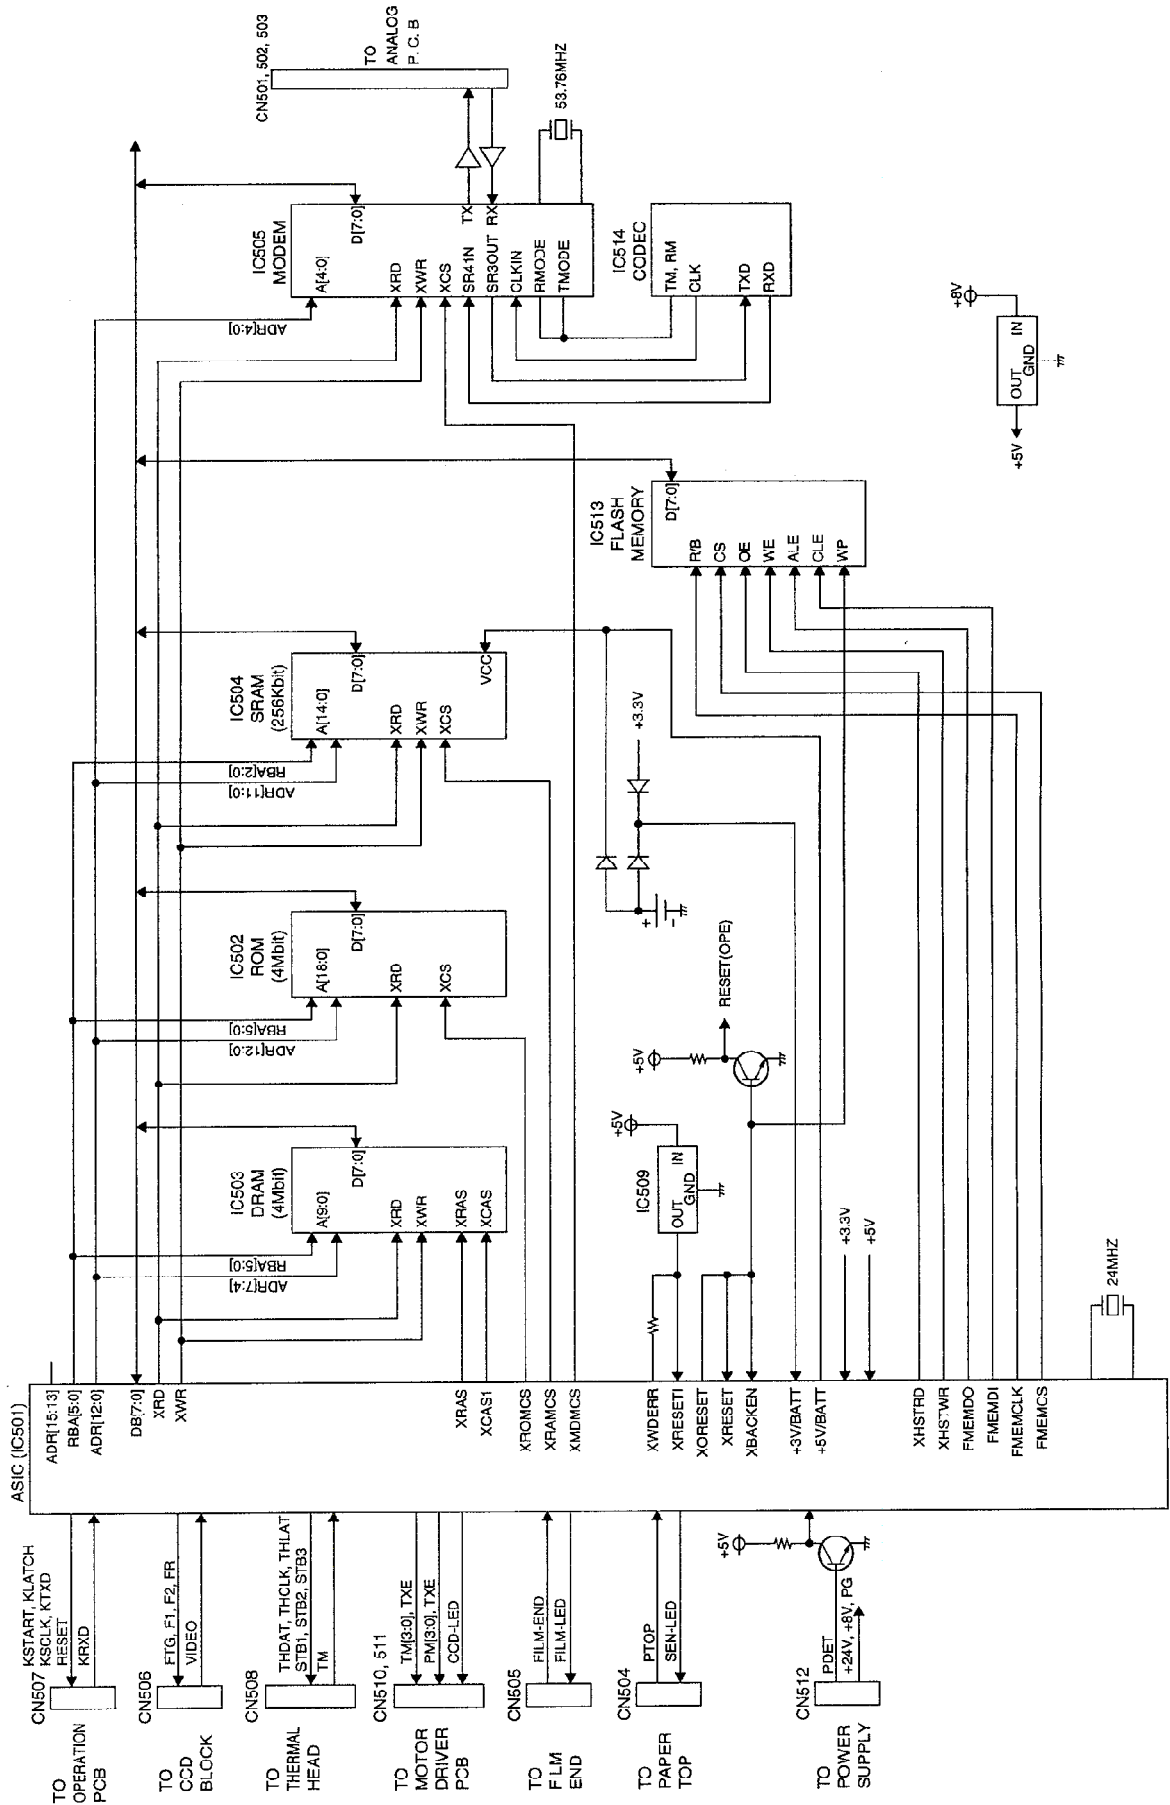 ASIC (IC501)
ADR[15:13]
RBA[5:0]
ADR[12:0]
DB[7:0]
XRD
XWR
XRAS
XCAS1
XROMCS
XRAMCS
XMDMCS
XWDERR
XRESETI
XORESET
XRESET
XBACKEN
+3V/BATT
+5V/BATT
XHSTRD
XHSTWR
FMEMDO
FMEMDI
FMEMCLK
FMEMCS
24MHZ
+3.3V
+5V
TO
OPERATION
PCB
CN507
KSTART, KLATCH
KSCLK, KTXD
RESET
KRXD
TO
CCD
BLOCK
CN506
FTG, F1, F2, FR
VIDEO
TO
THERMAL
HEAD
CN508
THDAT, THCLK, THLAT
STB1, STB2, STB3
TM
TO
MOTOR
DRIVER
PCB
CN510, 511
TM[3:0], TXE
PM[3:0], TXE
CCD-LED
TO
FILM
END
CN505
FILM-END
FILM-LED
TO
PAPER
TOP
CN504
PTOP
SEN-LED
TO
POWER
SUPPLY
CN512
PDET
+24V, +8V, PG
+5V
IC503
DRAM
(4Mbit)
A[9:0]
D[7:0]
XRD
XWR
XRAS
XCAS
RBA[5:0]
ADR[7:4]
IC502
ROM
(4Mbit)
A[18:0]
D[7:0]
XRD
XCS
RBA[5:0]
ADR[12:0]
IC504
SRAM
(256Kbit)
A[14:0]
D[7:0]
XRD
XWR
XCS
VCC
RBA[2:0]
ADR[11:0]
IC505
MODEM
A[4:0]
D[7:0]
XRD
XWR
XCS
SR41N
TX
SR3OUT
RX
CLKIN
RMODE
TMODE
ADR[4:0]
CN501, 502, 503
TO
ANALOG
P. C. B
53.76MHZ
IC514
CODEC
TM, RM
CLK
TXD
RXD
IC513
FLASH
MEMORY
D[7:0]
R/B
CS
OE
WE
ALE
CLE
WP
IC509
OUT
IN
GND
+5V
+5V
RESET(OPE)
+
-
+3.3V
+5V
OUT
IN
GND
+8V